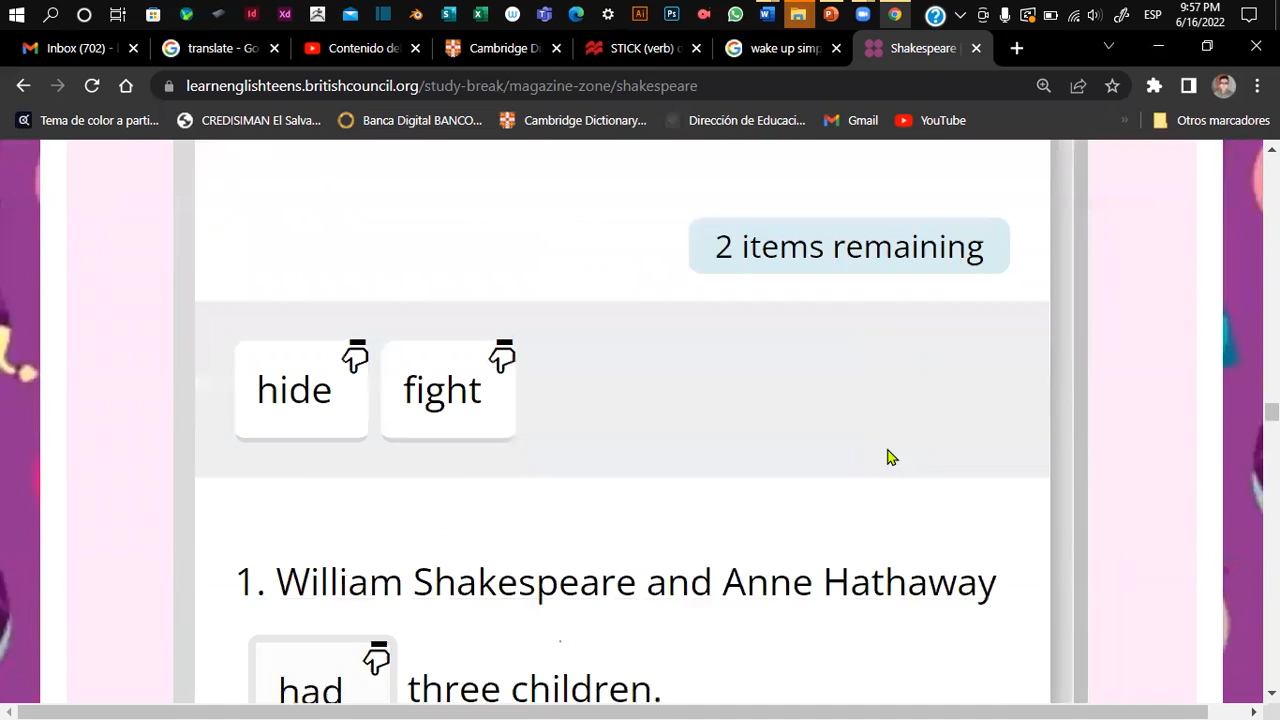 ESP
9:57 PM
6/16/2022
Inbox (702) -
translate - Go
Contenido de
Cambridge Di
STICK (verb) c
wake up simp
Shakespeare
learnenglishteens.britishcouncil.org/study-break/magazine-zone/shakespeare
Tema de color a parti...
CREDISIMAN El Salva...
Banca Digital BANCO...
Cambridge Dictionary...
Dirección de Educaci...
Gmail
YouTube
Otros marcadores
2 items remaining
hide
fight
1. William Shakespeare and Anne Hathaway
had three children.